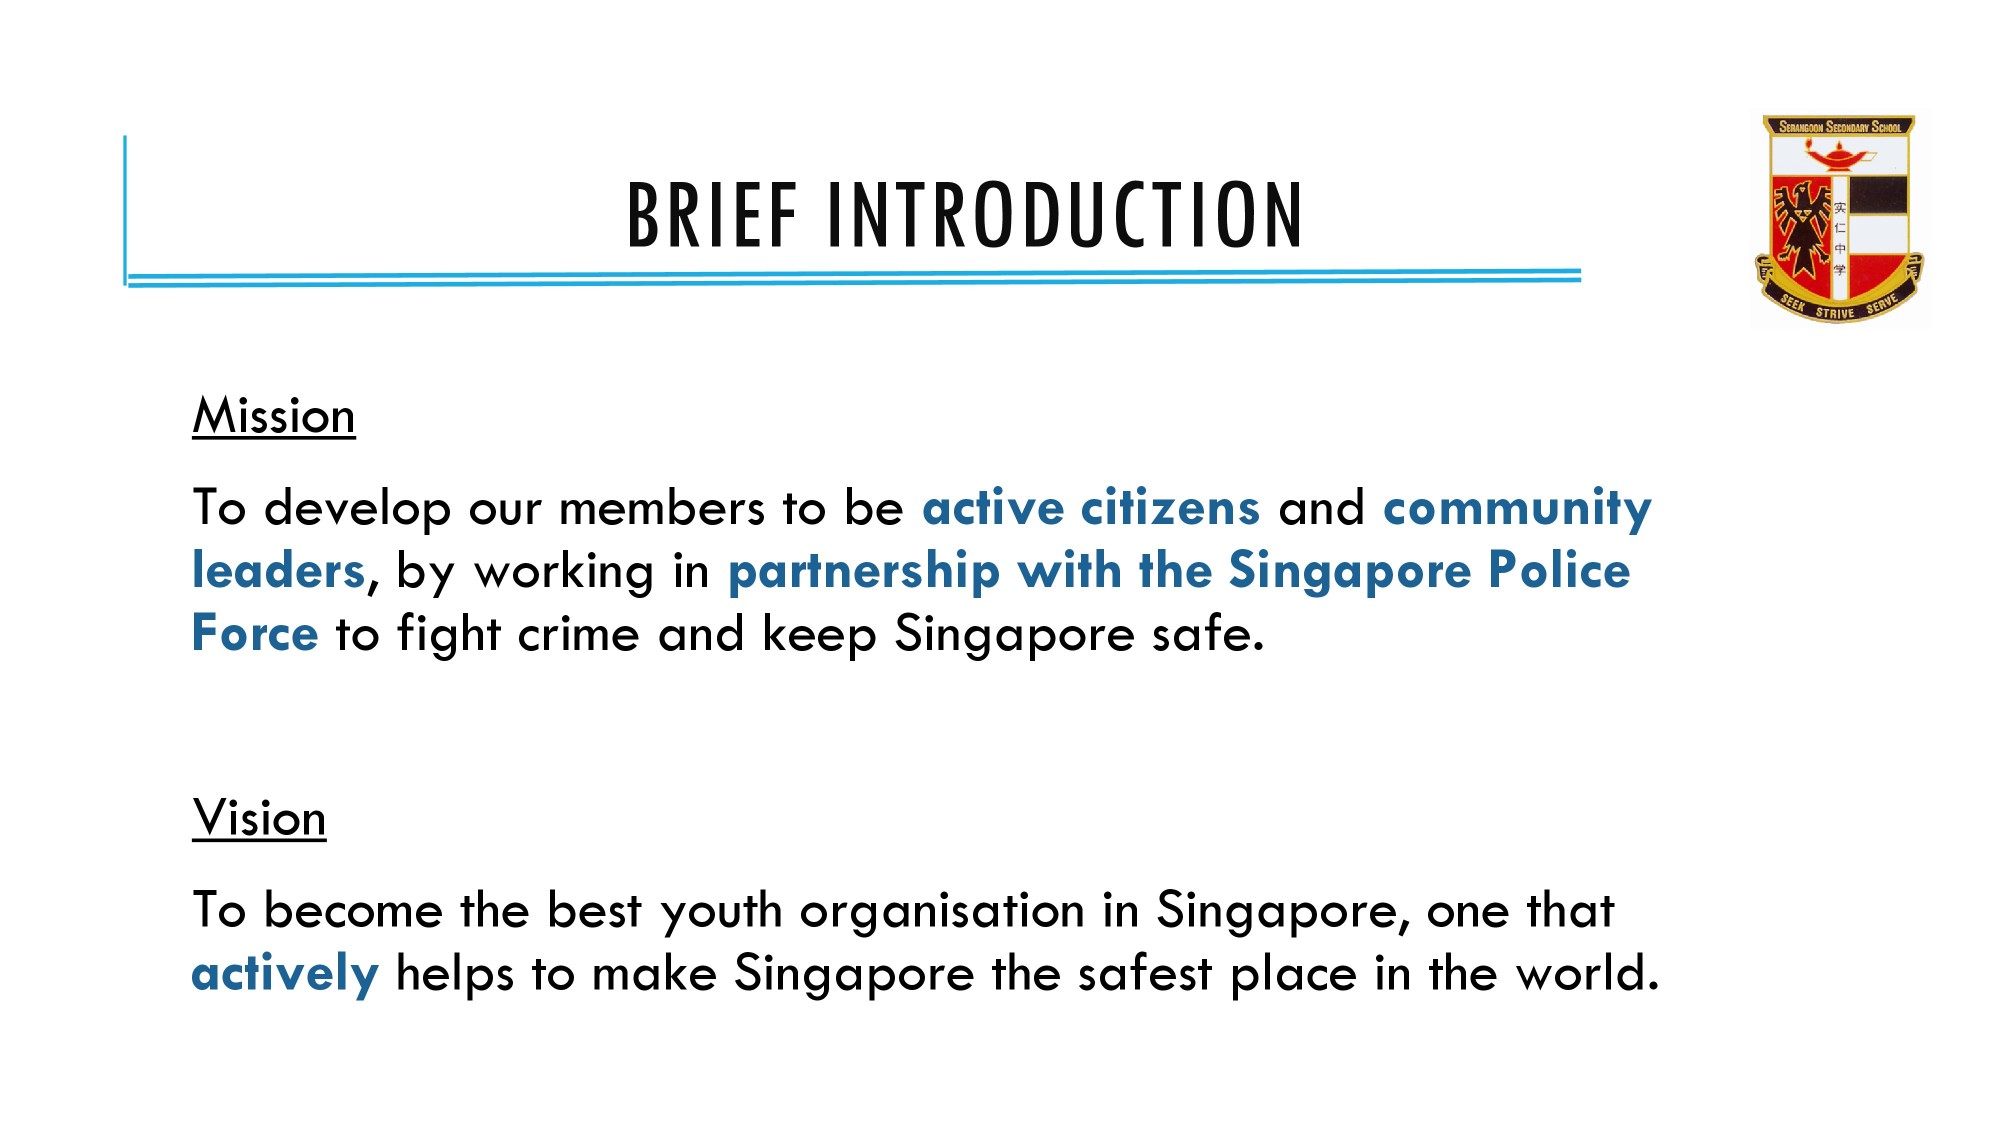 SERANGOON SECONDARY SCHOOL
实
仁
中
学
SEEK STRIVE SERVE
BRIEF INTRODUCTION
Mission
To develop our members to be active citizens and community
leaders, by working in partnership with the Singapore Police
Force to fight crime and keep Singapore safe.
Vision
To become the best youth organisation in Singapore, one that
actively helps to make Singapore the safest place in the world.